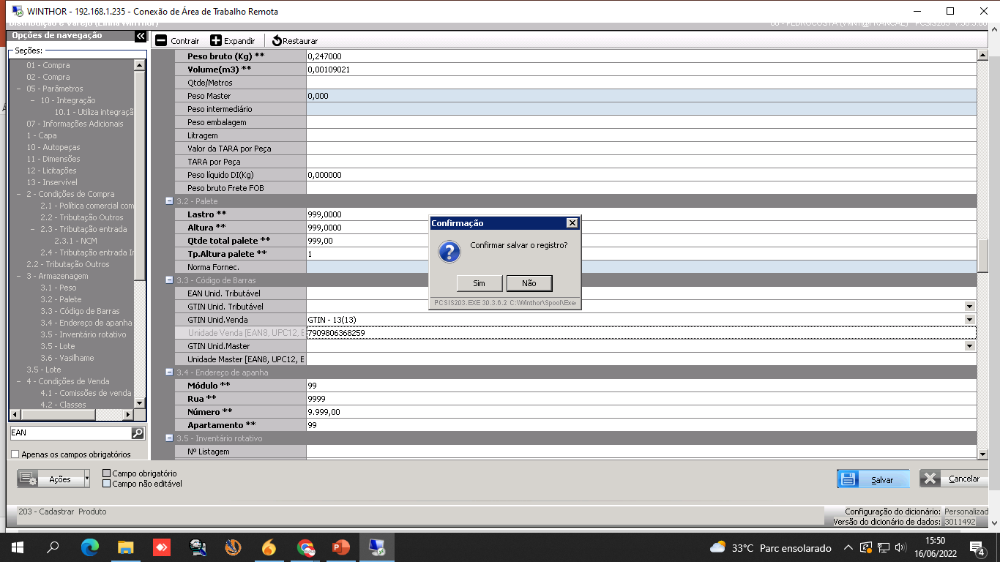 WINTHOR - 192.168.1.235 - Conexão de Área de Trabalho Remota
Distribuição e Varejo (Linha WinThor)
Opções de navegação
Contrair
Expandir
Restaurar
Seções:
01 - Compra
02 - Compra
05 - Parâmetros
10 - Integração
10.1 - Utiliza integraçã
07 - Informações Adicionais
1 - Capa
10 - Autopeças
11 - Dimensões
12 - Licitações
13 - Inservível
2 - Condições de Compra
2.1 - Política comercial com
2.2 - Tributação Outros
2.3 - Tributação entrada
2.3.1 - NCM
2.4 - Tributação entrada I
2.2 - Tributação Outros
3 - Armazenagem
3.1 - Peso
3.2 - Palete
3.3 - Código de Barras
3.4 - Endereço de apanha
3.5 - Inventário rotativo
3.5 - Lote
3.6 - Vasilhame
3.5 - Lote
4 - Condições de Venda
4.1 - Comissões de venda
4.2 - Classes
EAN
Apenas os campos obrigatórios
Peso bruto (Kg) ** 0,247000
Volume(m3) ** 0,00109021
Qtde/Metros
Peso Master 0,000
Peso intermediário
Peso embalagem
Litragem
Valor da TARA por Peça
TARA por Peça
Peso líquido DI(Kg) 0,000000
Peso bruto Frete FOB
3.2 - Palete
Lastro ** 999,0000
Altura ** 999,0000
Qtde total palete ** 999,00
Tp.Altura palete ** 1
Norma Fornec.
3.3 - Código de Barras
EAN Unid. Tributável
GTIN Unid. Tributável
GTIN Unid.Venda GTIN - 13(13)
Unidade Venda [EAN8, UPC12, E 7909806368259
GTIN Unid.Master
Unidade Master [EAN8, UPC12, E
3.4 - Endereço de apanha
Módulo ** 99
Rua ** 9999
Número ** 9.999,00
Apartamento ** 99
3.5 - Inventário rotativo
Nº Listagem
Confirmação
Confirmar salvar o registro?
Sim
Não
PCSIS203.EXE 30.3.6.2 C:\Winthor\Spool\Exe
Ações
Campo obrigatório
Campo não editável
Salvar
Cancelar
203 - Cadastrar Produto
Configuração do dicionário: Personalizad
Versão do dicionário de dados: 3011492
33°C Parc ensolarado
15:50
16/06/2022
4